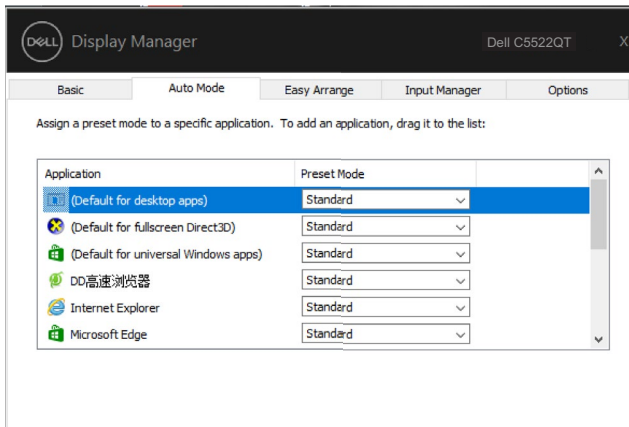 DELL Display Manager Dell C5522QT X
Basic Auto Mode Easy Arrange Input Manager Options
Assign a preset mode to a specific application. To add an application, drag it to the list:
Application Preset Mode
(Default for desktop apps) Standard
(Default for fullscreen Direct3D) Standard
(Default for universal Windows apps) Standard
DD高速浏览器 Standard
Internet Explorer Standard
Microsoft Edge Standard